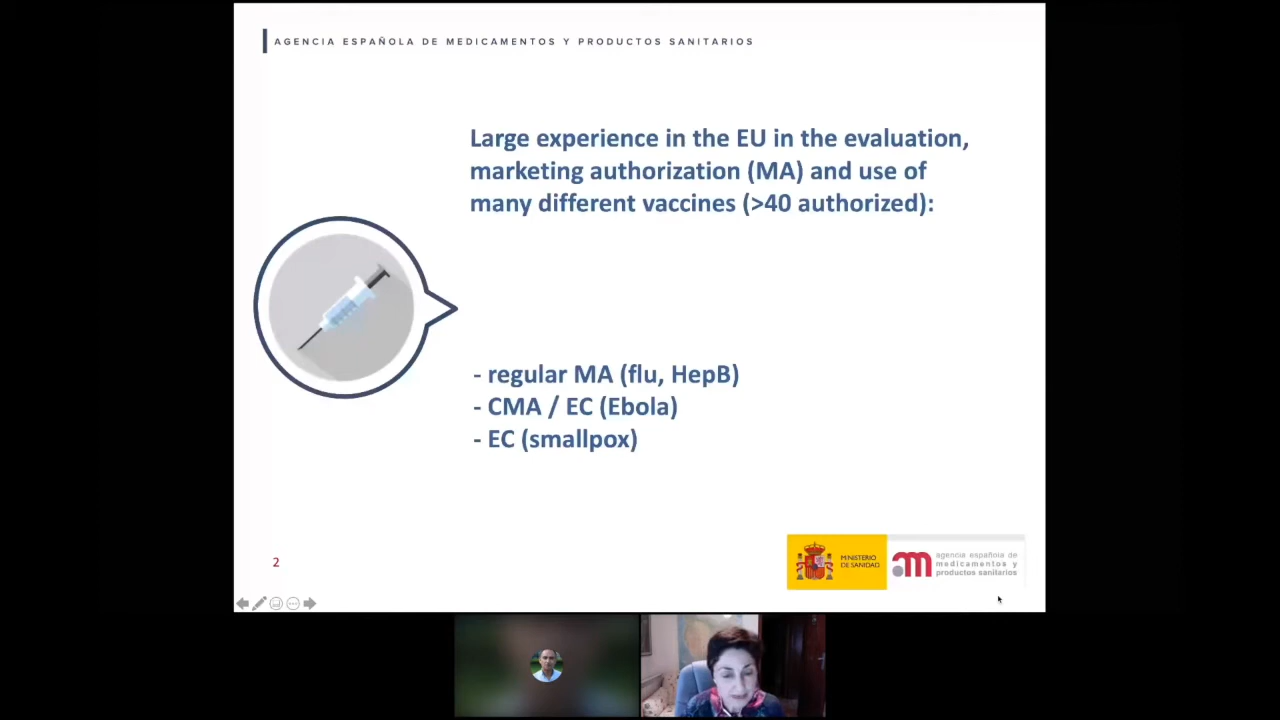 AGENCIA ESPAÑOLA DE MEDICAMENTOS Y PRODUCTOS SANITARIOS
Large experience in the EU in the evaluation,
marketing authorization (MA) and use of
many different vaccines (>40 authorized):
- regular MA (flu, HepB)
- CMA / EC (Ebola)
- EC (smallpox)
2
MINISTERIO
DE SANIDAD
am
agencia española de
medicamentos y
productos sanitarios